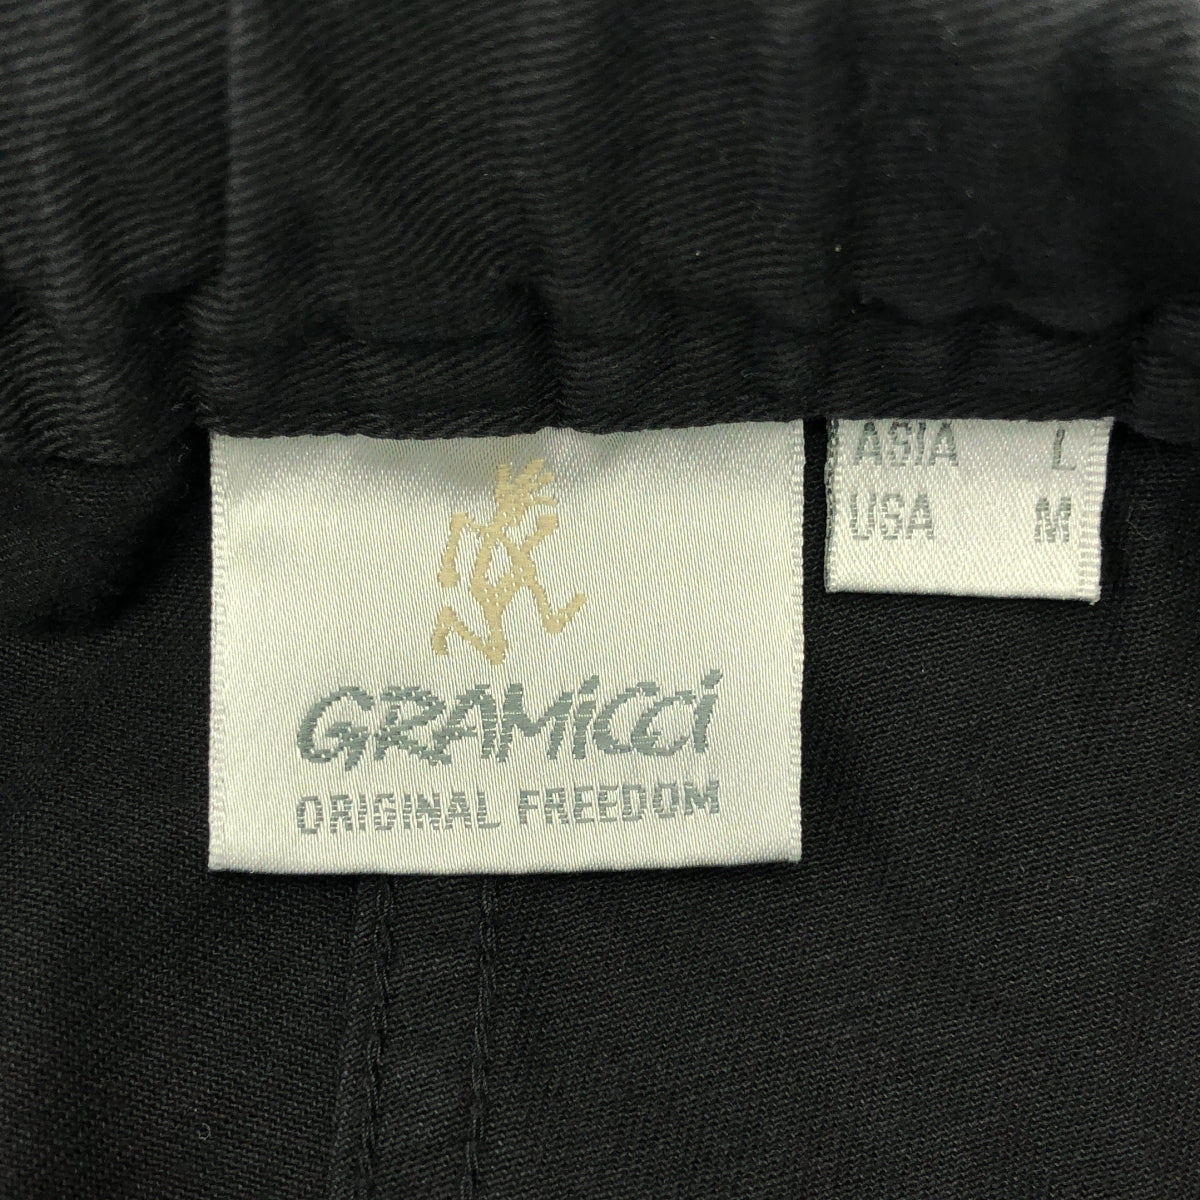 GRAMiCCi
ORIGINAL FREEDOM
ASIA L
USA M